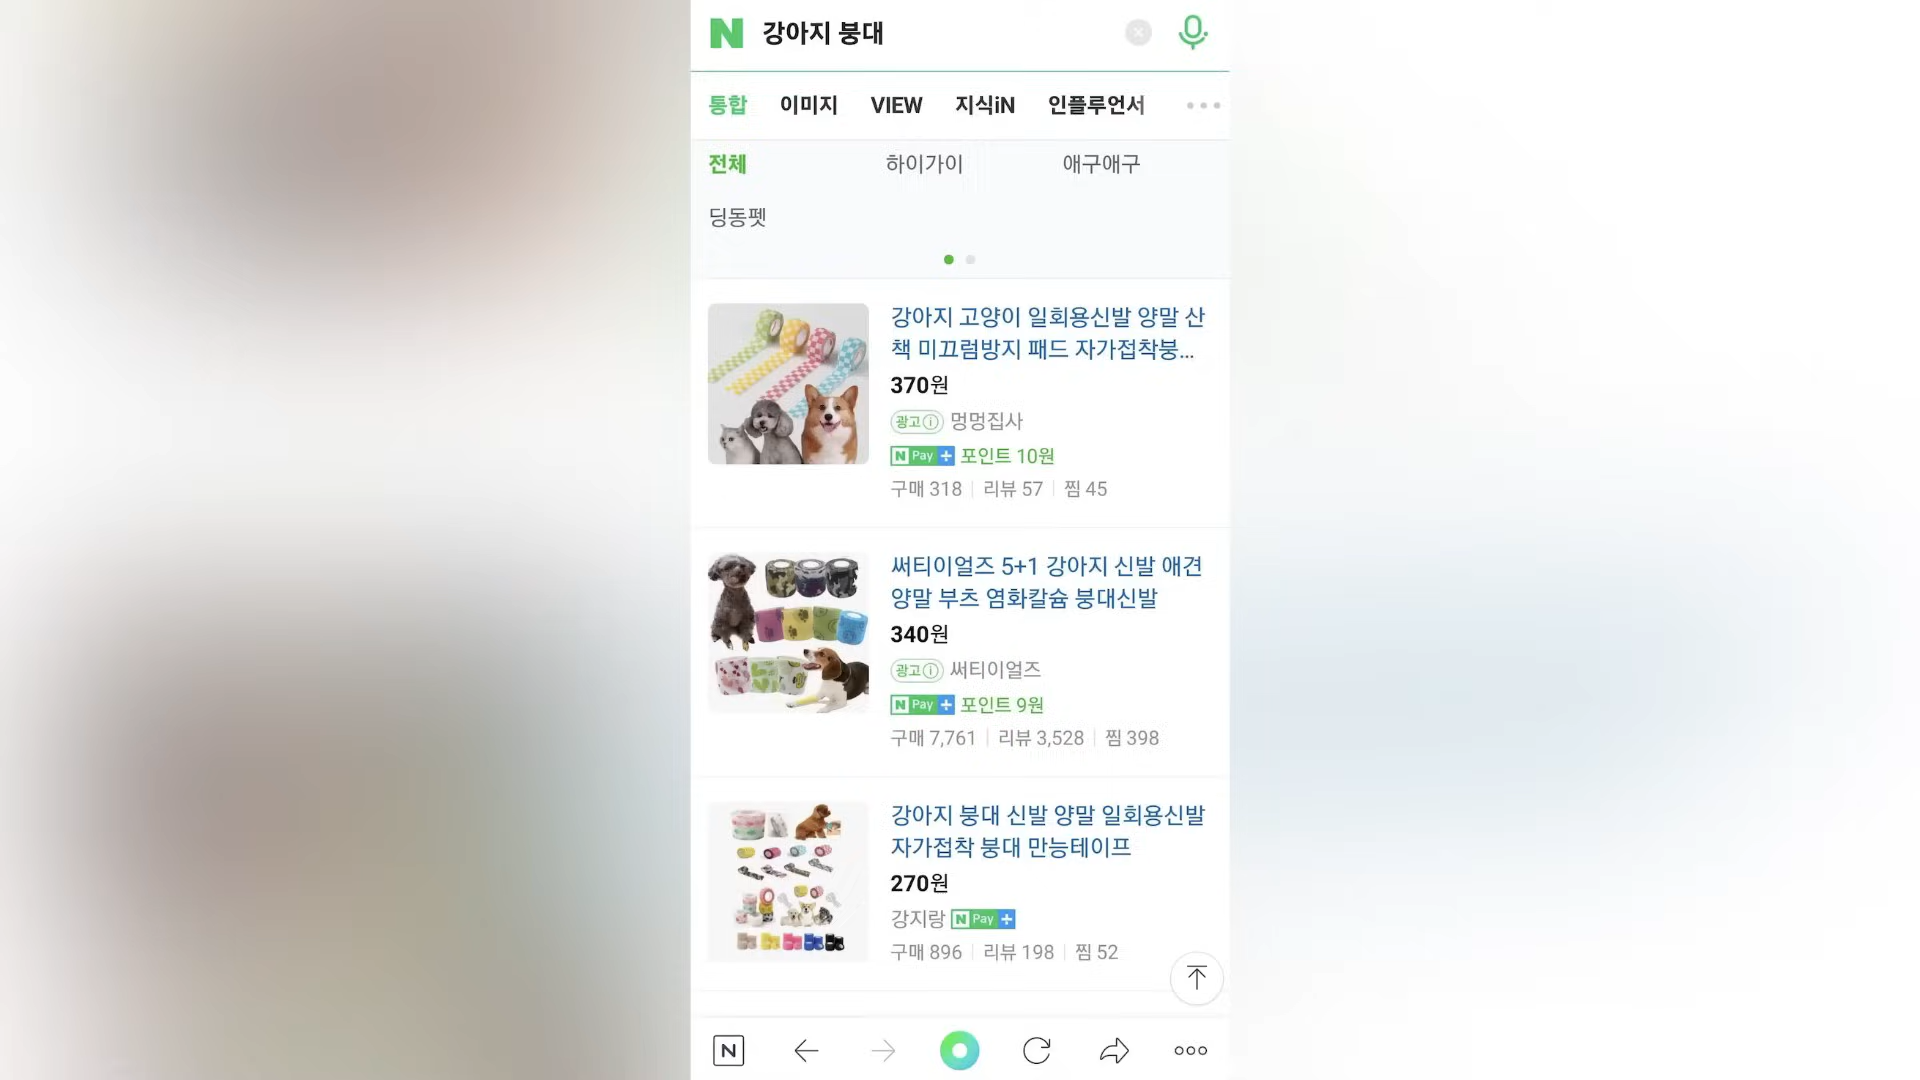 N 강아지 붕대
통합 이미지 VIEW 지식iN 인플루언서
전체 하이가이 애구애구
딩동펫
강아지 고양이 일회용신발 양말 산
책 미끄럼방지 패드 자가접착붕...
370원
광고 멍멍집사
N Pay + 포인트 10원
구매 318 리뷰 57 찜 45
써티이얼즈 5+1 강아지 신발 애견
양말 부츠 염화칼슘 붕대신발
340원
광고 써티이얼즈
N Pay + 포인트 9원
구매 7,761 리뷰 3,528 찜 398
강아지 붕대 신발 양말 일회용신발
자가접착 붕대 만능테이프
270원
강지랑 N Pay +
구매 896 리뷰 198 찜 52
N